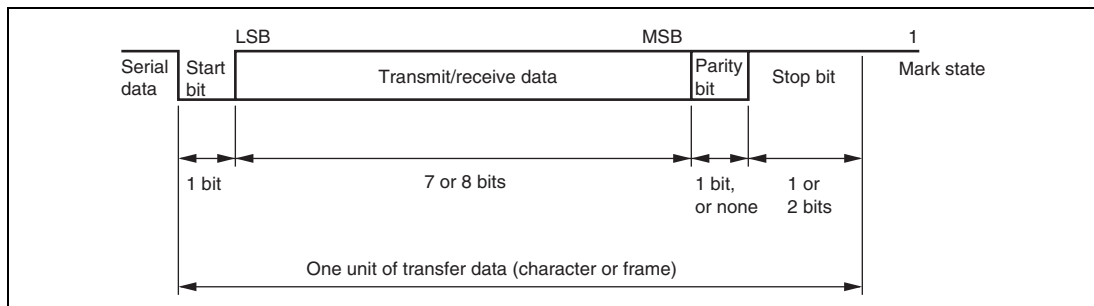 LSB
MSB
1
Serial
data
Start
bit
Transmit/receive data
Parity
bit
Stop bit
Mark state
1 bit
7 or 8 bits
1 bit,
or none
1 or
2 bits
One unit of transfer data (character or frame)